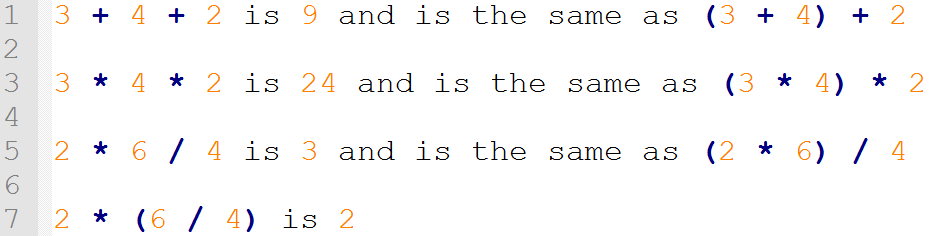 1 3 + 4 + 2 is 9 and is the same as (3 + 4) + 2
2
3 3 * 4 * 2 is 24 and is the same as (3 * 4) * 2
4
5 2 * 6 / 4 is 3 and is the same as (2 * 6) / 4
6
7 2 * (6 / 4) is 2